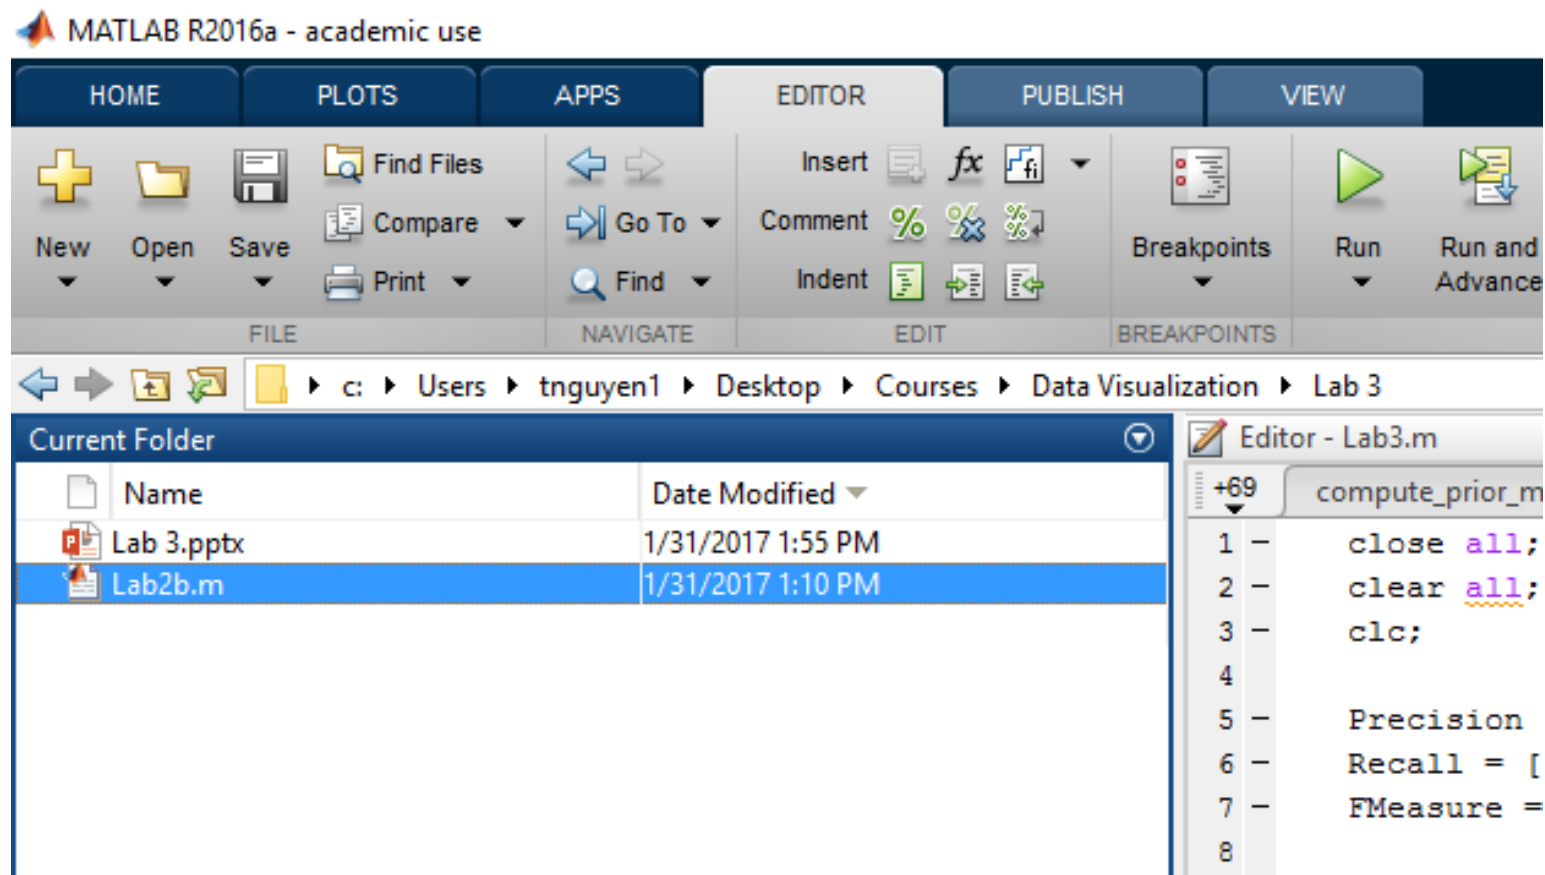 MATLAB R2016a - academic use
HOME PLOTS APPS EDITOR PUBLISH VIEW
New Open Save
Find Files
Compare
Print
FILE
Go To
Find
NAVIGATE
Insert fx fi
Comment
Indent
EDIT
Breakpoints
BREAKPOINTS
Run
Run and
Advance
c: Users tnguyen1 Desktop Courses Data Visualization Lab 3
Current Folder
Name Date Modified
Lab 3.pptx 1/31/2017 1:55 PM
Lab2b.m 1/31/2017 1:10 PM
Editor - Lab3.m
+69 compute_prior_m
1 – close all;
2 – clear all;
3 – clc;
4
5 – Precision
6 – Recall = [
7 – FMeasure =
8